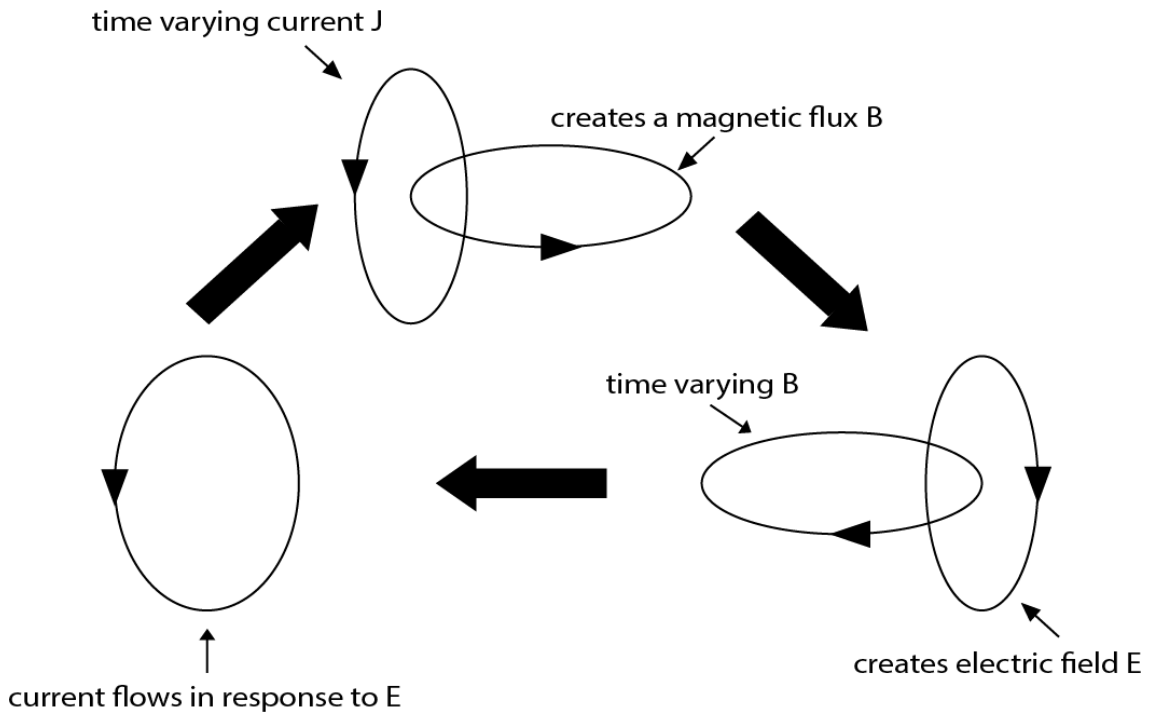 time varying current J
creates a magnetic flux B
time varying B
creates electric field E
current flows in response to E